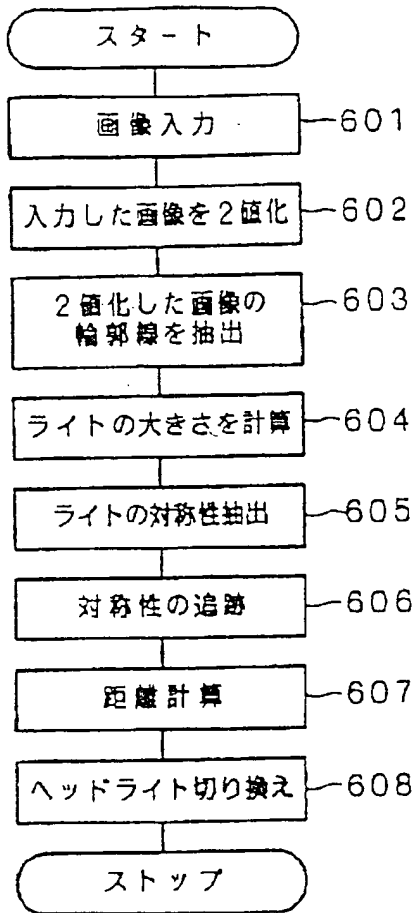 スタート
画像入力 601
入力した画像を2値化 602
2値化した画像の 603
輪郭線を抽出
ライトの大きさを計算 604
ライトの対称性抽出 605
対称性の追跡 606
距離計算 607
ヘッドライト切り換え 608
ストップ